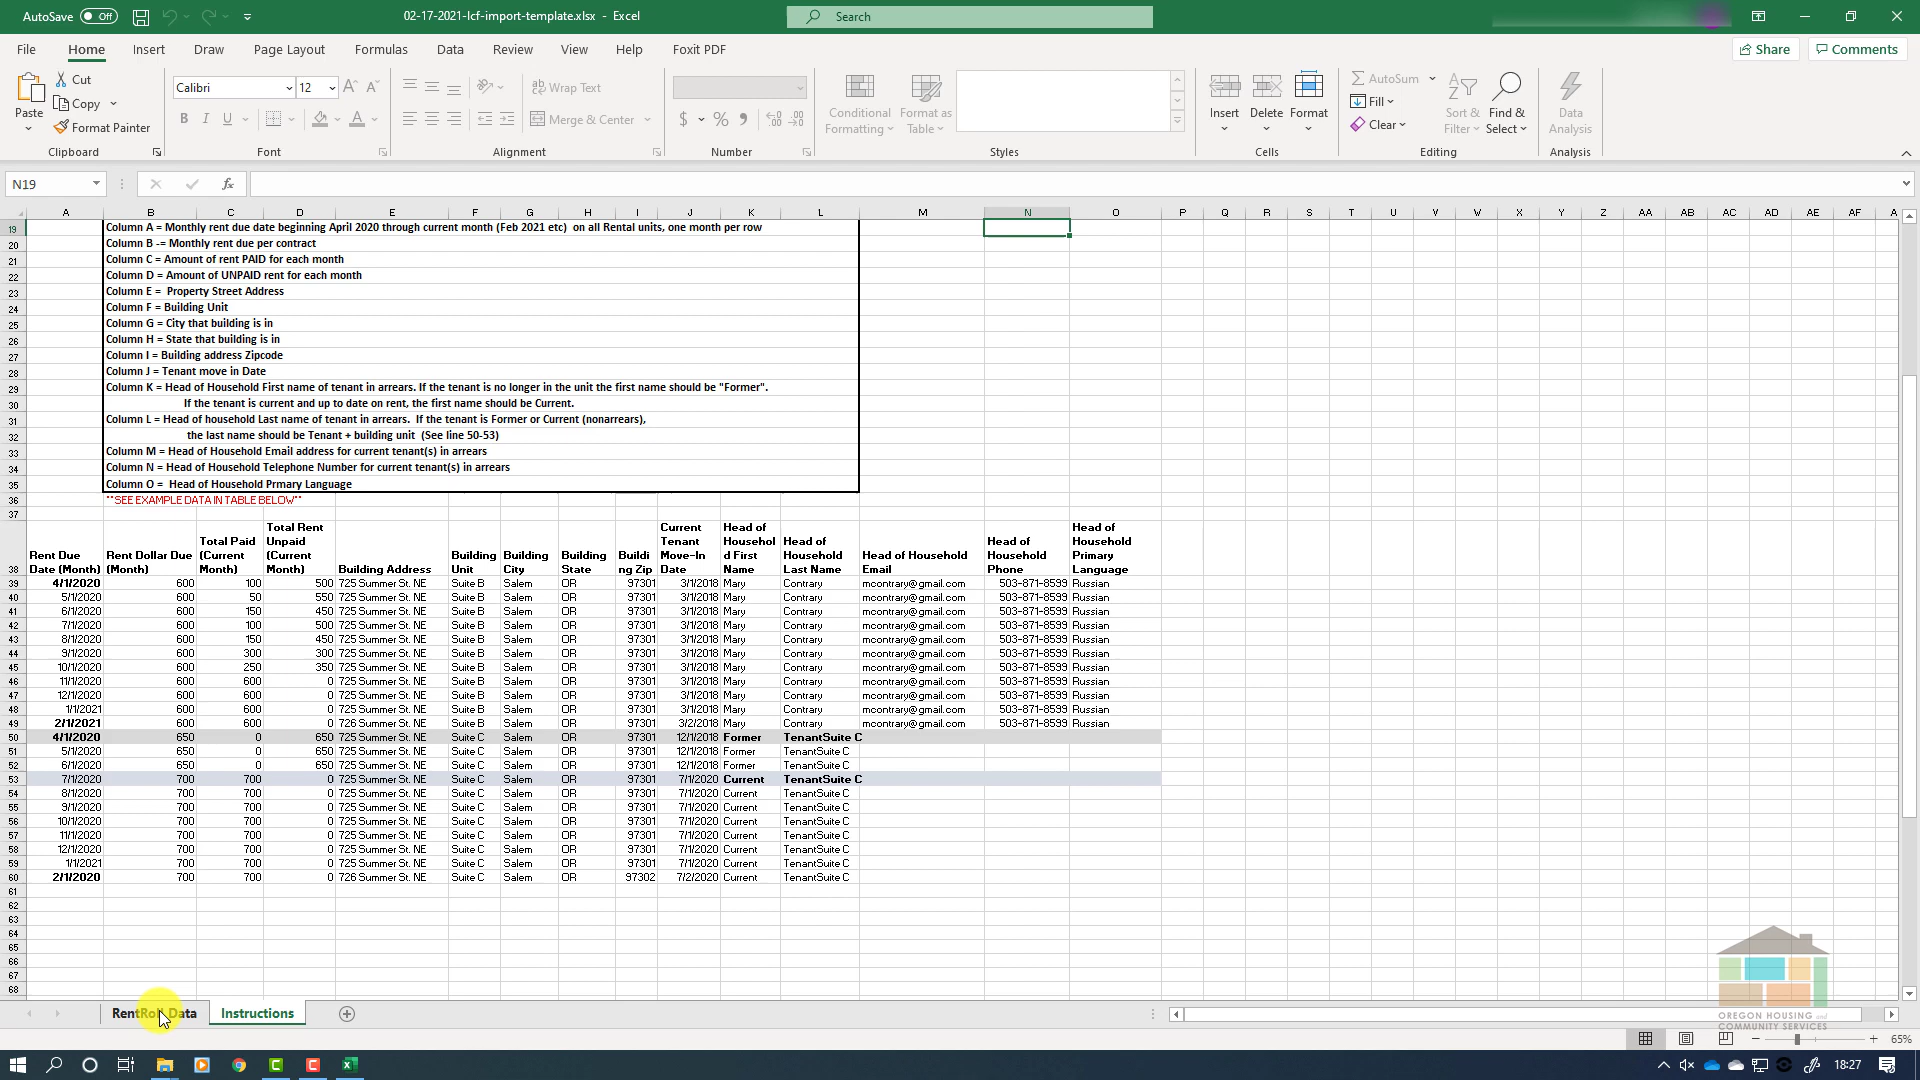 AutoSave Off 02-17-2021-lcf-import-template.xlsx - Excel Search
File Home Insert Draw Page Layout Formulas Data Review View Help Foxit PDF Share Comments
Paste Cut Copy Format Painter Clipboard
Calibri 12 A A B I U A Font
Wrap Text Merge & Center Alignment
$ % 9 Number
Conditional Formatting Format as Table Styles
Insert Delete Format Cells
AutoSum Fill Clear Sort & Filter Find & Select Editing
Data Analysis Analysis
N19 fx
A B C D E F G H I J K L M N O P Q R S T U V W X Y Z AA AB AC AD AE AF A
19 Column A = Monthly rent due date beginning April 2020 through current month (Feb 2021 etc) on all Rental units, one month per row
20 Column B -= Monthly rent due per contract
21 Column C = Amount of rent PAID for each month
22 Column D = Amount of UNPAID rent for each month
23 Column E = Property Street Address
24 Column F = Building Unit
25 Column G = City that building is in
26 Column H = State that building is in
27 Column I = Building address Zipcode
28 Column J = Tenant move in Date
29 Column K = Head of Household First name of tenant in arrears. If the tenant is no longer in the unit the first name should be "Former".
30 If the tenant is current and up to date on rent, the first name should be Current.
31 Column L = Head of household Last name of tenant in arrears. If the tenant is Former or Current (nonarrears),
32 the last name should be Tenant + building unit (See line 50-53)
33 Column M = Head of Household Email address for current tenant(s) in arrears
34 Column N = Head of Household Telephone Number for current tenant(s) in arrears
35 Column O = Head of Household Prmary Language
36 **SEE EXAMPLE DATA IN TABLE BELOW**
37
38 Rent Due Date (Month) Rent Dollar Due (Month) Total Paid (Current Month) Total Rent Unpaid (Current Month) Building Address Building Unit Building City Building State Buildi ng Zip Current Tenant Move-In Date Head of Househol d First Name Head of Household Last Name Head of Household Email Head of Household Phone Head of Household Primary Language
39 4/1/2020 600 100 500 725 Summer St. NE Suite B Salem OR 97301 3/1/2018 Mary Contrary mcontrary@gmail.com 503-871-8599 Russian
40 5/1/2020 600 50 550 725 Summer St. NE Suite B Salem OR 97301 3/1/2018 Mary Contrary mcontrary@gmail.com 503-871-8599 Russian
41 6/1/2020 600 150 450 725 Summer St. NE Suite B Salem OR 97301 3/1/2018 Mary Contrary mcontrary@gmail.com 503-871-8599 Russian
42 7/1/2020 600 100 500 725 Summer St. NE Suite B Salem OR 97301 3/1/2018 Mary Contrary mcontrary@gmail.com 503-871-8599 Russian
43 8/1/2020 600 150 450 725 Summer St. NE Suite B Salem OR 97301 3/1/2018 Mary Contrary mcontrary@gmail.com 503-871-8599 Russian
44 9/1/2020 600 300 300 725 Summer St. NE Suite B Salem OR 97301 3/1/2018 Mary Contrary mcontrary@gmail.com 503-871-8599 Russian
45 10/1/2020 600 250 350 725 Summer St. NE Suite B Salem OR 97301 3/1/2018 Mary Contrary mcontrary@gmail.com 503-871-8599 Russian
46 11/1/2020 600 600 0 725 Summer St. NE Suite B Salem OR 97301 3/1/2018 Mary Contrary mcontrary@gmail.com 503-871-8599 Russian
47 12/1/2020 600 600 0 725 Summer St. NE Suite B Salem OR 97301 3/1/2018 Mary Contrary mcontrary@gmail.com 503-871-8599 Russian
48 1/1/2021 600 600 0 725 Summer St. NE Suite B Salem OR 97301 3/1/2018 Mary Contrary mcontrary@gmail.com 503-871-8599 Russian
49 2/1/2021 600 600 0 726 Summer St. NE Suite B Salem OR 97301 3/2/2018 Mary Contrary mcontrary@gmail.com 503-871-8599 Russian
50 4/1/2020 650 0 650 725 Summer St. NE Suite C Salem OR 97301 12/1/2018 Former TenantSuite C
51 5/1/2020 650 0 650 725 Summer St. NE Suite C Salem OR 97301 12/1/2018 Former TenantSuite C
52 6/1/2020 650 0 650 725 Summer St. NE Suite C Salem OR 97301 12/1/2018 Former TenantSuite C
53 7/1/2020 700 700 0 725 Summer St. NE Suite C Salem OR 97301 7/1/2020 Current TenantSuite C
54 8/1/2020 700 700 0 725 Summer St. NE Suite C Salem OR 97301 7/1/2020 Current TenantSuite C
55 9/1/2020 700 700 0 725 Summer St. NE Suite C Salem OR 97301 7/1/2020 Current TenantSuite C
56 10/1/2020 700 700 0 725 Summer St. NE Suite C Salem OR 97301 7/1/2020 Current TenantSuite C
57 11/1/2020 700 700 0 725 Summer St. NE Suite C Salem OR 97301 7/1/2020 Current TenantSuite C
58 12/1/2020 700 700 0 725 Summer St. NE Suite C Salem OR 97301 7/1/2020 Current TenantSuite C
59 1/1/2021 700 700 0 725 Summer St. NE Suite C Salem OR 97301 7/1/2020 Current TenantSuite C
60 2/1/2020 700 700 0 726 Summer St. NE Suite C Salem OR 97302 7/2/2020 Current TenantSuite C
61
62
63
64
65
66
67
68
RentRoll Data Instructions
OREGON HOUSING and
COMMUNITY SERVICES
65%
18:27